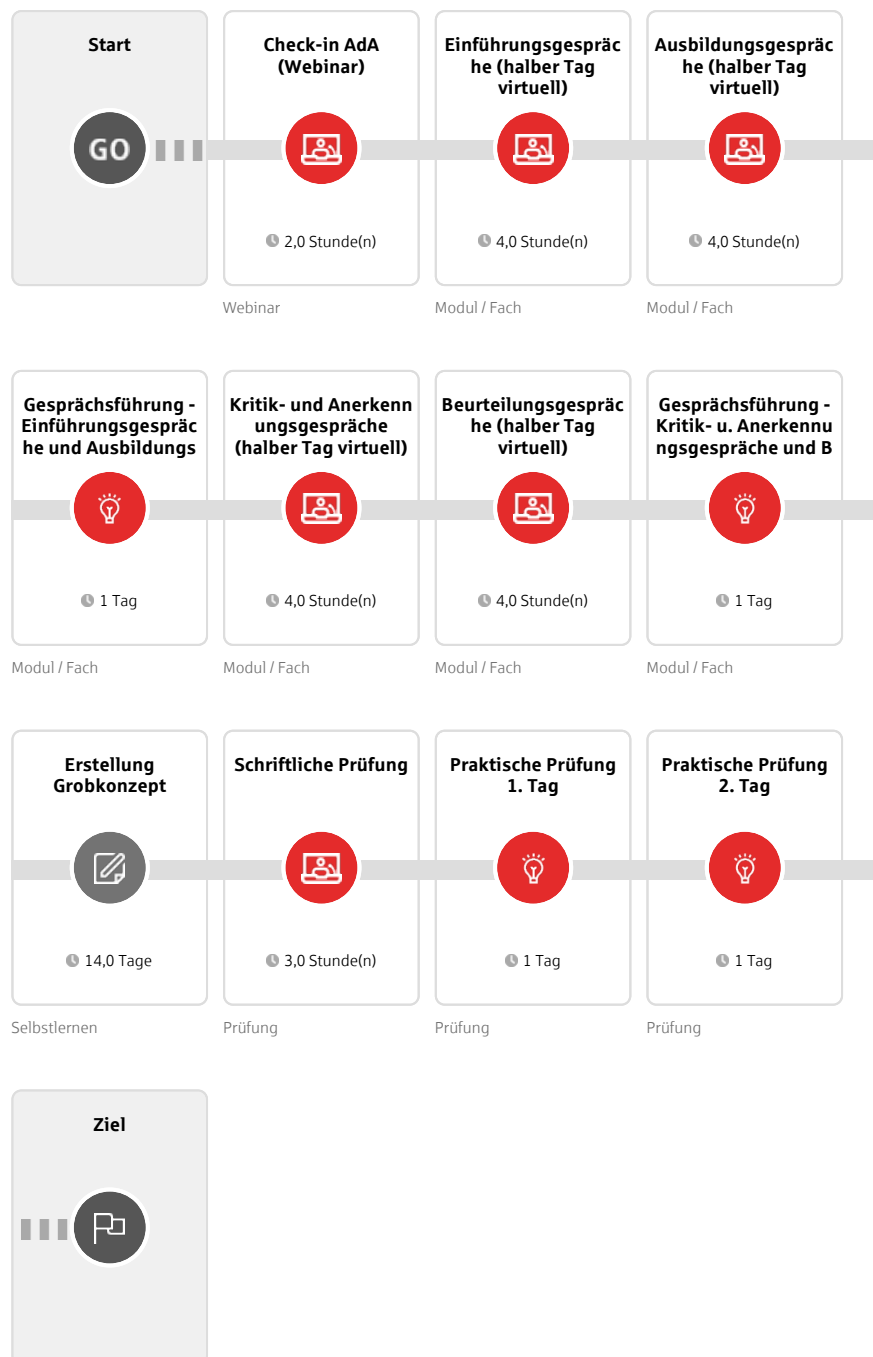 Start
GO
Check-in AdA
(Webinar)
2,0 Stunde(n)
Webinar
Einführungsgespräc
he (halber Tag
virtuell)
4,0 Stunde(n)
Modul / Fach
Ausbildungsgespräc
he (halber Tag
virtuell)
4,0 Stunde(n)
Modul / Fach
Gesprächsführung -
Einführungsgespräc
he und Ausbildungs
1 Tag
Modul / Fach
Kritik- und Anerkenn
ungsgespräche
(halber Tag virtuell)
4,0 Stunde(n)
Modul / Fach
Beurteilungsgespräc
he (halber Tag
virtuell)
4,0 Stunde(n)
Modul / Fach
Gesprächsführung -
Kritik- u. Anerkennu
ngsgespräche und B
1 Tag
Modul / Fach
Erstellung
Grobkonzept
14,0 Tage
Selbstlernen
Schriftliche Prüfung
3,0 Stunde(n)
Prüfung
Praktische Prüfung
1. Tag
1 Tag
Prüfung
Praktische Prüfung
2. Tag
1 Tag
Prüfung
Ziel